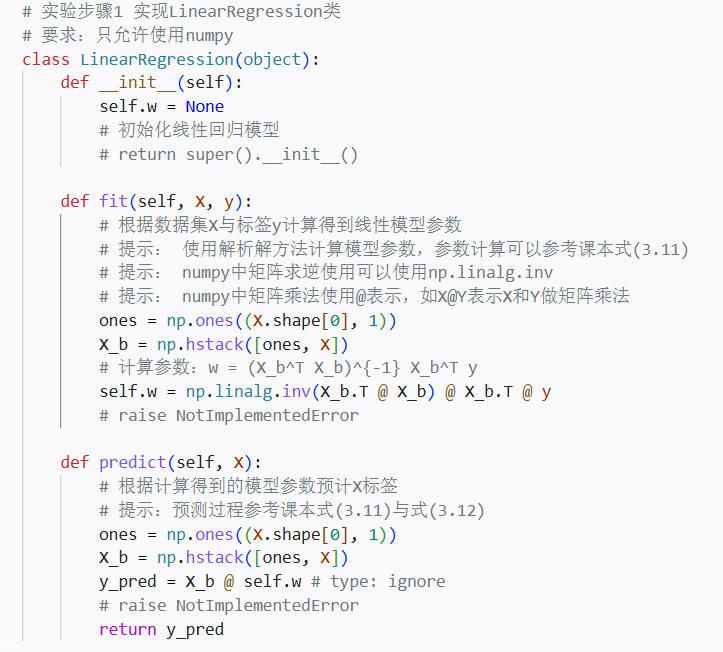 # 实验步骤1 实现LinearRegression类
# 要求：只允许使用numpy
class LinearRegression(object):
    def __init__(self):
        self.w = None
        # 初始化线性回归模型
        # return super().__init__()
    def fit(self, X, y):
        # 根据数据集X与标签y计算得到线性模型参数
        # 提示： 使用解析解方法计算模型参数，参数计算可以参考课本式(3.11)
        # 提示： numpy中矩阵求逆使用可以使用np.linalg.inv
        # 提示： numpy中矩阵乘法使用@表示，如X@Y表示X和Y做矩阵乘法
        ones = np.ones((X.shape[0], 1))
        X_b = np.hstack([ones, X])
        # 计算参数：w = (X_b^T X_b)^{-1} X_b^T y
        self.w = np.linalg.inv(X_b.T @ X_b) @ X_b.T @ y
        # raise NotImplementedError
    def predict(self, X):
        # 根据计算得到的模型参数预计X标签
        # 提示：预测过程参考课本式(3.11)与式(3.12)
        ones = np.ones((X.shape[0], 1))
        X_b = np.hstack([ones, X])
        y_pred = X_b @ self.w # type: ignore
        # raise NotImplementedError
        return y_pred